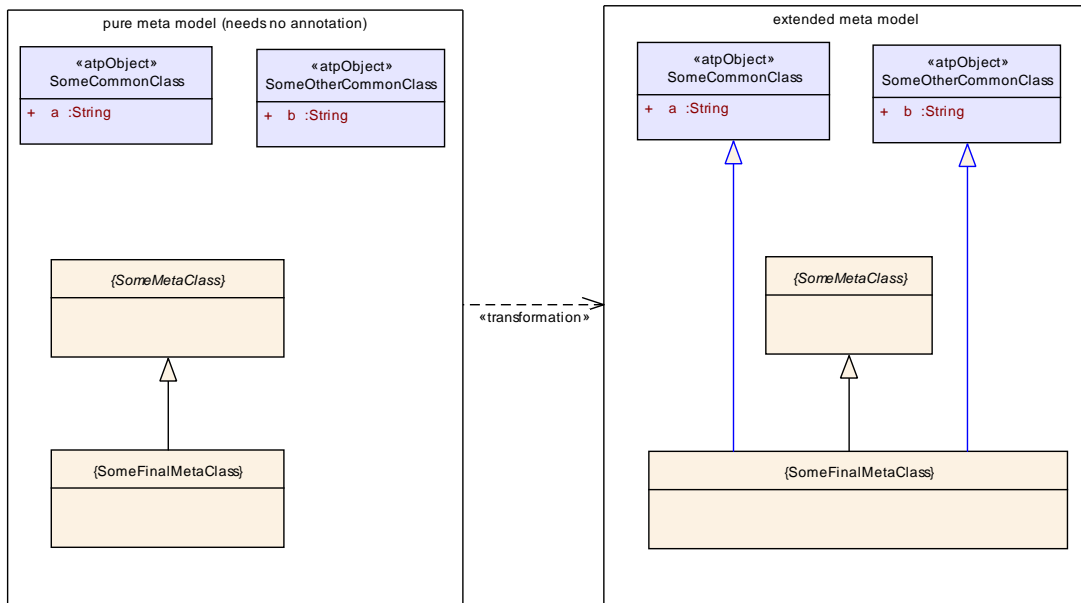 pure meta model (needs no annotation)
«atpObject»
SomeCommonClass
+ a :String
«atpObject»
SomeOtherCommonClass
+ b :String
{SomeMetaClass}
{SomeFinalMetaClass}
«transformation»
extended meta model
«atpObject»
SomeCommonClass
+ a :String
«atpObject»
SomeOtherCommonClass
+ b :String
{SomeMetaClass}
{SomeFinalMetaClass}